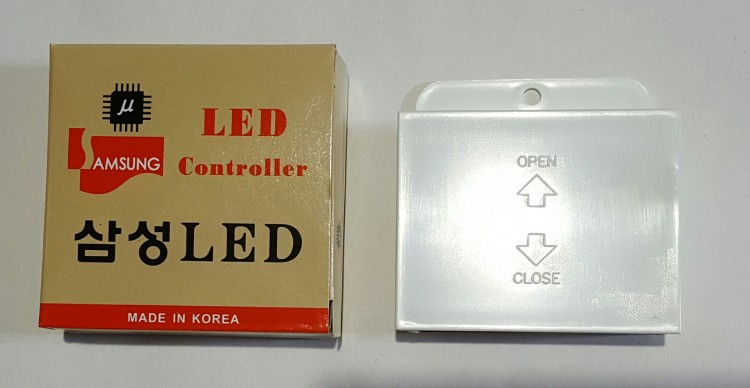 μ
SAMSUNG
LED
Controller
삼성LED
MADE IN KOREA
OPEN
CLOSE